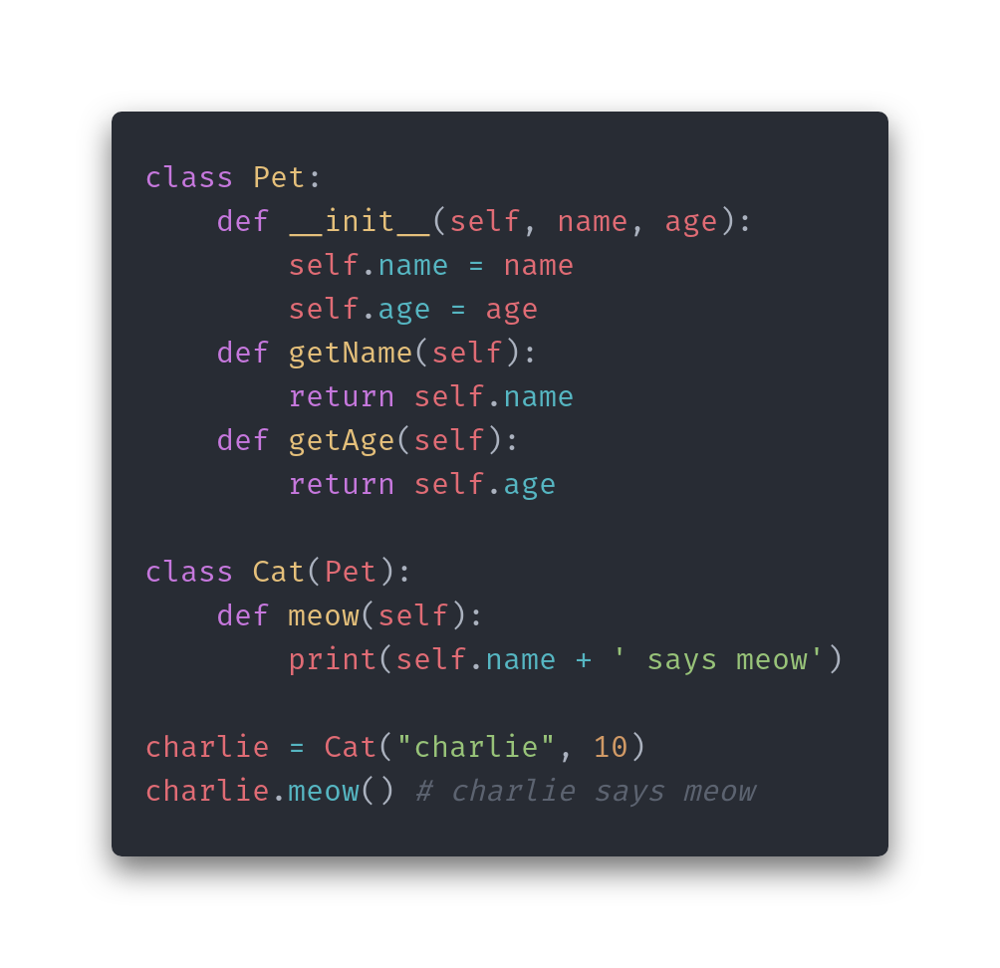 class Pet:
    def __init__(self, name, age):
        self.name = name
        self.age = age
    def getName(self):
        return self.name
    def getAge(self):
        return self.age

class Cat(Pet):
    def meow(self):
        print(self.name + ' says meow')

charlie = Cat("charlie", 10)
charlie.meow() # charlie says meow